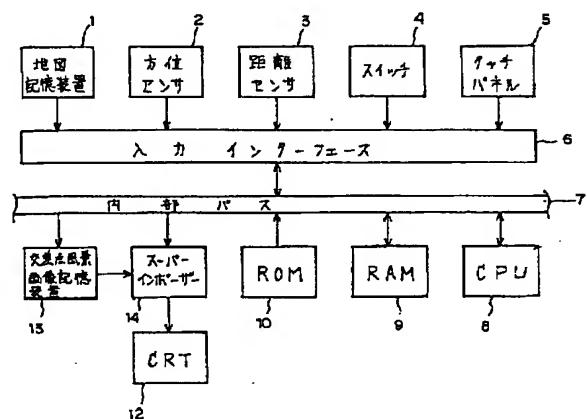 1
2
3
4
5
地図
記憶装置
方位
センサ
距離
センサ
スイッチ
タッチ
パネル
入力インターフェース
6
内部バス
7
交差点風景
画像記憶
装置
スーパー
インポーザー
ROM
RAM
CPU
13
14
10
9
8
CRT
12